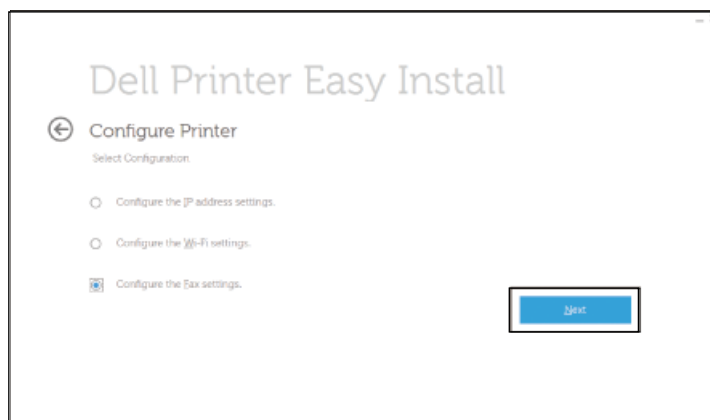 Dell Printer Easy Install
Configure Printer
Select Configuration
Configure the IP address settings.
Configure the Wi-Fi settings.
Configure the Fax settings.
Next